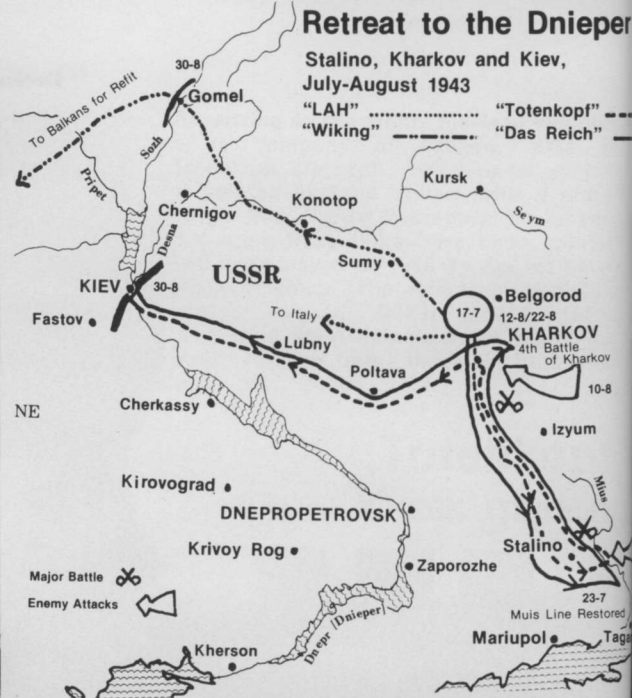 Retreat to the Dnieper
Stalino, Kharkov and Kiev,
July-August 1943
"LAH"
"Totenkopf"
"Wiking"
"Das Reich"
30-8
Gomel
To Balkans for Refit
Sozh
Pripet
Kursk
Konotop
Chernigov
Seym
Desna
Sumy
USSR
KIEV
30-8
Belgorod
17-7
12-8/22-8
To Italy
Fastov
KHARKOV
4th Battle
of Kharkov
Lubny
Poltava
10-8
NE
Cherkassy
Izyum
Kirovograd
Mius
DNEPROPETROVSK
Stalino
Krivoy Rog
Zaporozhe
Major Battle
Enemy Attacks
23-7
Muis Line Restored
Dnepr [Dnieper]
Mariupol
Taga
Kherson